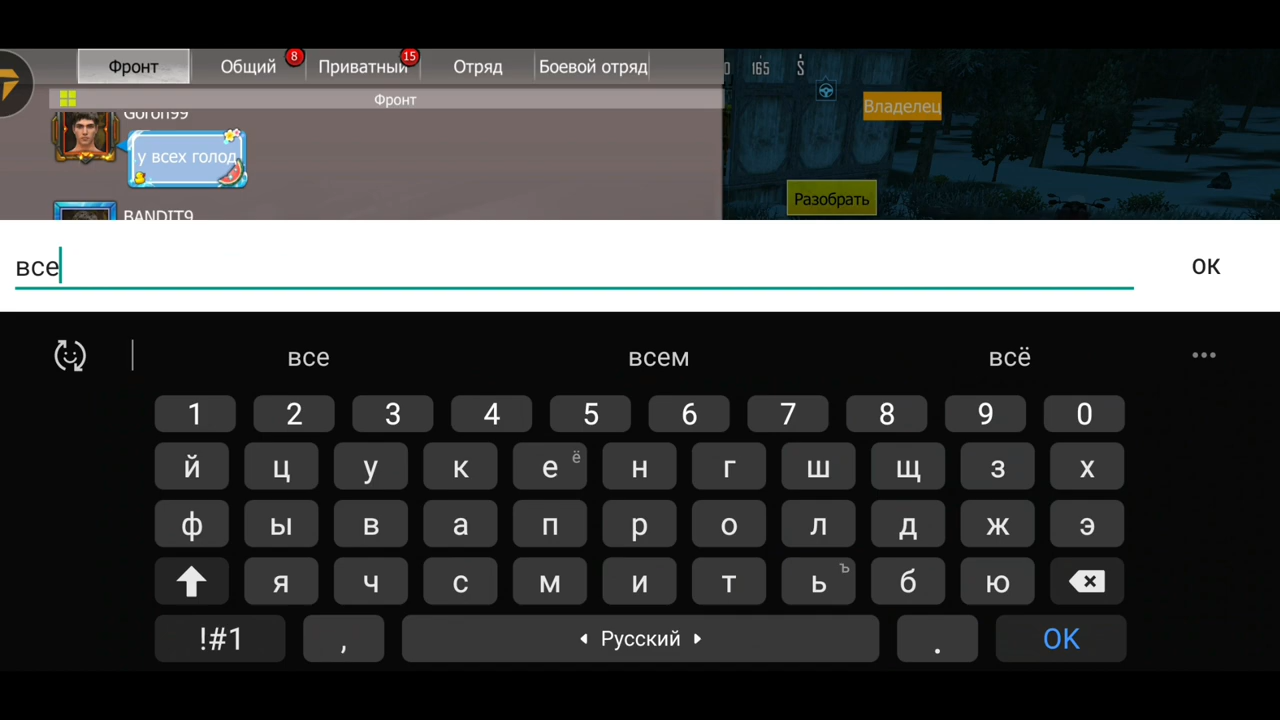 Фронт
Общий
8
Приватный
15
Отряд
Боевой отряд
165
S
Фронт
Владелец
Goron99
у всех голод
Разобрать
BANDIT9
все
ОК
все
всем
всё
1 2 3 4 5 6 7 8 9 0
й ц у к е ё н г ш щ з х
ф ы в а п р о л д ж э
я ч с м и т ь ъ б ю
!#1 , Русский . OK